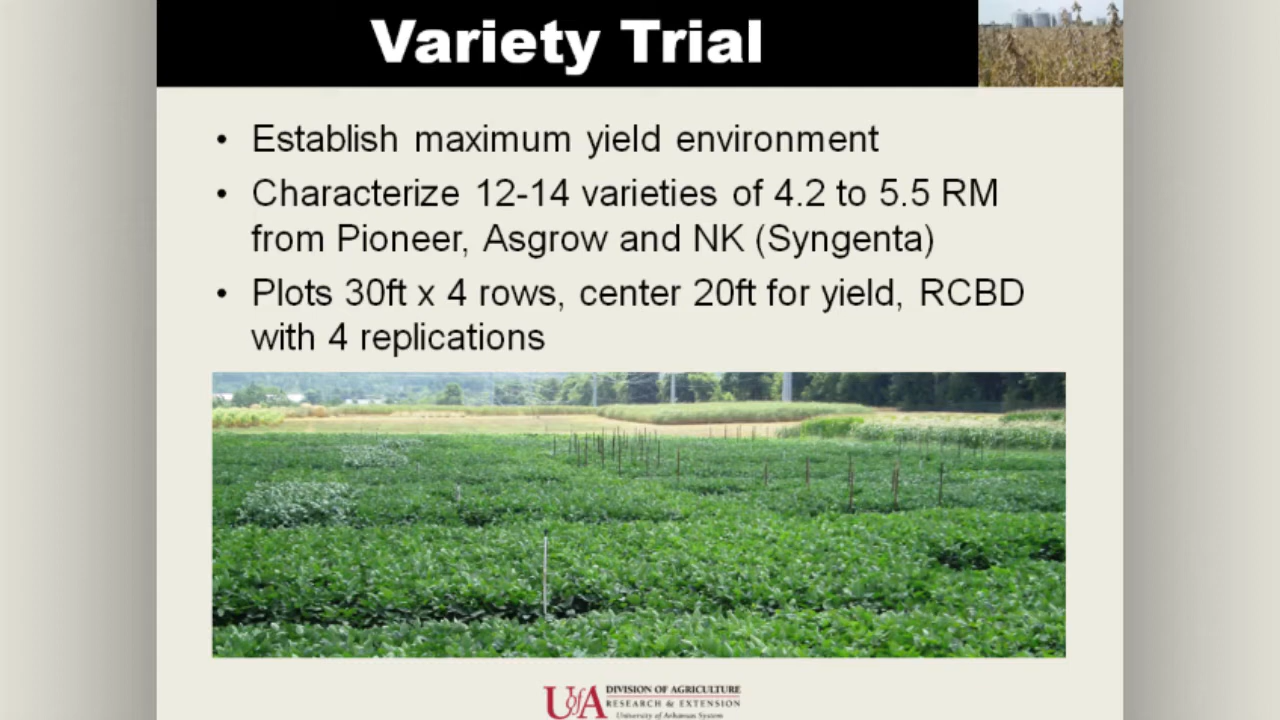 Variety Trial
• Establish maximum yield environment
• Characterize 12-14 varieties of 4.2 to 5.5 RM
from Pioneer, Asgrow and NK (Syngenta)
• Plots 30ft x 4 rows, center 20ft for yield, RCBD
with 4 replications
UofA DIVISION OF AGRICULTURE
RESEARCH & EXTENSION
University of Arkansas System